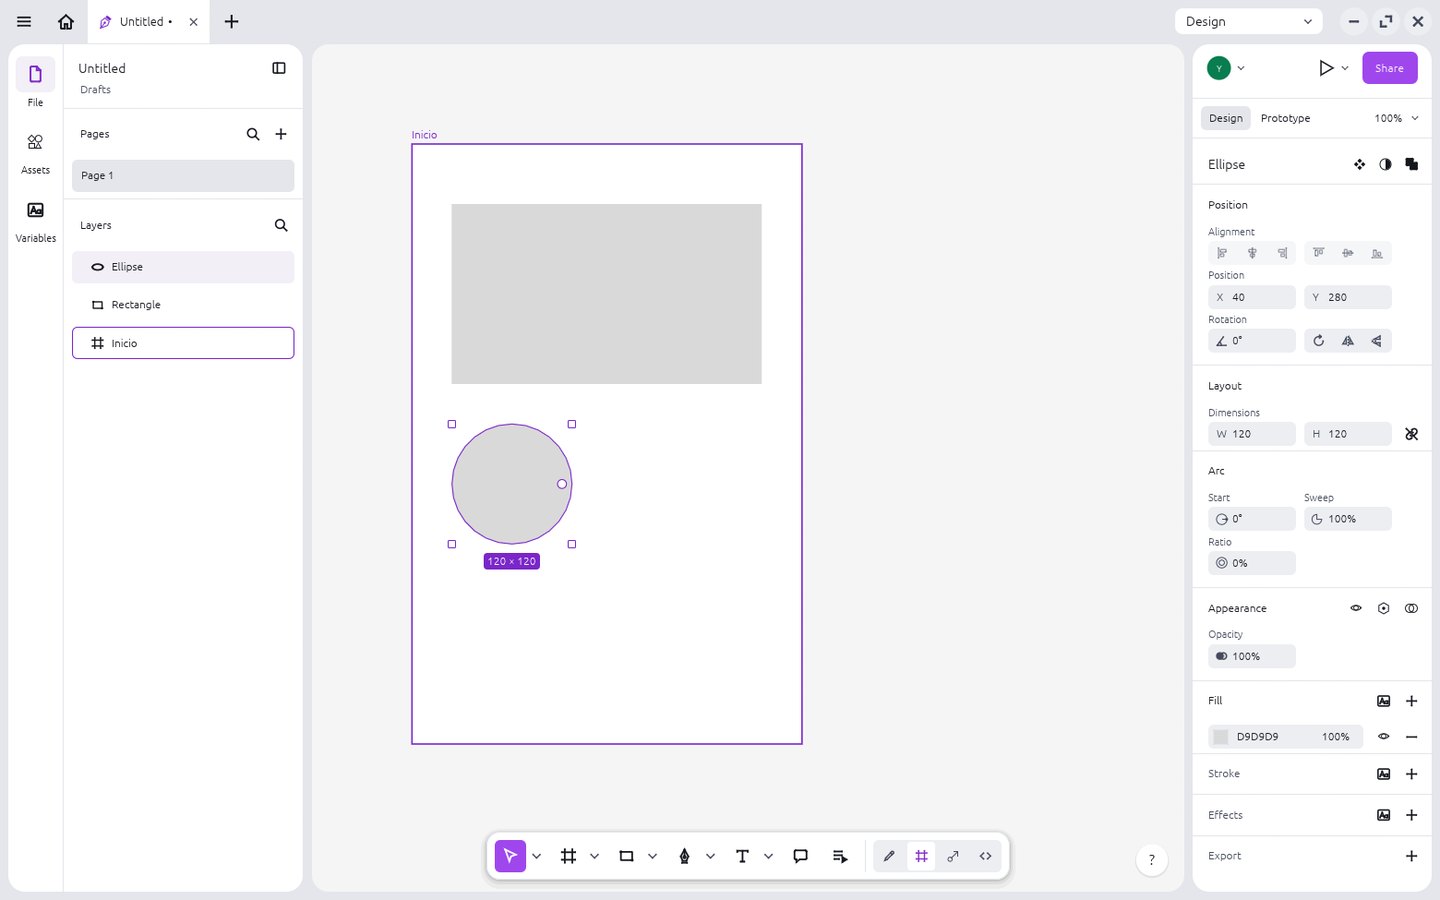 Untitled •
Design
File
Assets
Variables
Untitled
Drafts
Pages
Page 1
Layers
Ellipse
Rectangle
Inicio
Inicio
120 × 120
Y
Share
Design
Prototype
100%
Ellipse
Position
Alignment
Position
X 40
Y 280
Rotation
0°
Layout
Dimensions
W 120
H 120
Arc
Start
Sweep
0°
100%
Ratio
0%
Appearance
Opacity
100%
Fill
D9D9D9 100%
Stroke
Effects
Export
?